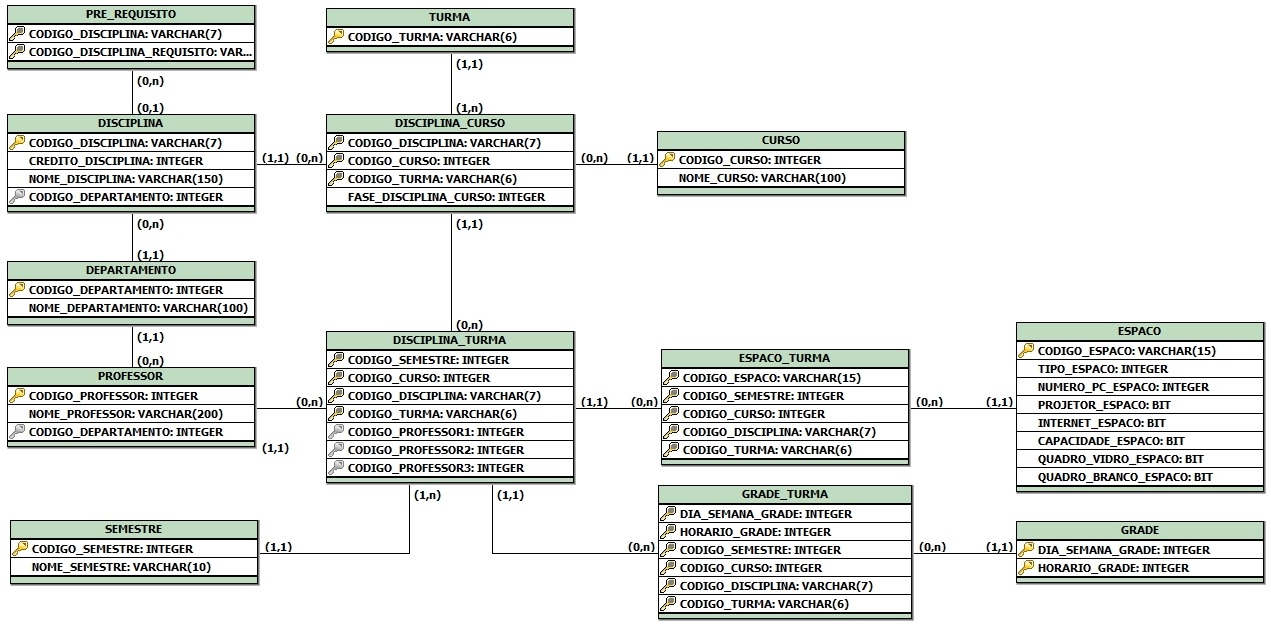 PRE_REQUISITO
CODIGO_DISCIPLINA: VARCHAR(7)
CODIGO_DISCIPLINA_REQUISITO: VAR...
(0,n)
(0,1)
DISCIPLINA
CODIGO_DISCIPLINA: VARCHAR(7)
CREDITO_DISCIPLINA: INTEGER
NOME_DISCIPLINA: VARCHAR(150)
CODIGO_DEPARTAMENTO: INTEGER
(1,1)
(0,n)
(0,n)
(1,1)
DEPARTAMENTO
CODIGO_DEPARTAMENTO: INTEGER
NOME_DEPARTAMENTO: VARCHAR(100)
(1,1)
(0,n)
PROFESSOR
CODIGO_PROFESSOR: INTEGER
NOME_PROFESSOR: VARCHAR(200)
CODIGO_DEPARTAMENTO: INTEGER
(0,n)
(1,1)
SEMESTRE
CODIGO_SEMESTRE: INTEGER
NOME_SEMESTRE: VARCHAR(10)
(1,1)
TURMA
CODIGO_TURMA: VARCHAR(6)
(1,1)
(1,n)
DISCIPLINA_CURSO
CODIGO_DISCIPLINA: VARCHAR(7)
CODIGO_CURSO: INTEGER
CODIGO_TURMA: VARCHAR(6)
FASE_DISCIPLINA_CURSO: INTEGER
(0,n)
(1,1)
(1,1)
(0,n)
DISCIPLINA_TURMA
CODIGO_SEMESTRE: INTEGER
CODIGO_CURSO: INTEGER
CODIGO_DISCIPLINA: VARCHAR(7)
CODIGO_TURMA: VARCHAR(6)
CODIGO_PROFESSOR1: INTEGER
CODIGO_PROFESSOR2: INTEGER
CODIGO_PROFESSOR3: INTEGER
(1,n)
(1,1)
(1,1)
(0,n)
CURSO
CODIGO_CURSO: INTEGER
NOME_CURSO: VARCHAR(100)
ESPACO_TURMA
CODIGO_ESPACO: VARCHAR(15)
CODIGO_SEMESTRE: INTEGER
CODIGO_CURSO: INTEGER
CODIGO_DISCIPLINA: VARCHAR(7)
CODIGO_TURMA: VARCHAR(6)
(0,n)
(1,1)
GRADE_TURMA
DIA_SEMANA_GRADE: INTEGER
HORARIO_GRADE: INTEGER
CODIGO_SEMESTRE: INTEGER
CODIGO_CURSO: INTEGER
CODIGO_DISCIPLINA: VARCHAR(7)
CODIGO_TURMA: VARCHAR(6)
(0,n)
(0,n)
(1,1)
ESPACO
CODIGO_ESPACO: VARCHAR(15)
TIPO_ESPACO: INTEGER
NUMERO_PC_ESPACO: INTEGER
PROJETOR_ESPACO: BIT
INTERNET_ESPACO: BIT
CAPACIDADE_ESPACO: BIT
QUADRO_VIDRO_ESPACO: BIT
QUADRO_BRANCO_ESPACO: BIT
GRADE
DIA_SEMANA_GRADE: INTEGER
HORARIO_GRADE: INTEGER